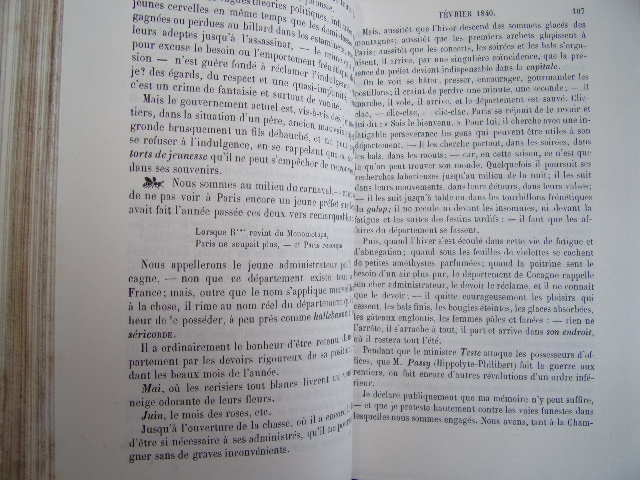 jeunes cervelles en même temps que les
gagnées ou perdues au billard dans les
leurs adeptes jusqu'à l'assassinat, — le
pour excuse le besoin ou l'emportement
sion — n'est guère fondé à réclamer
je? des égards, du respect et une
c'est un crime de fantaisie et surtout de vanité.
Mais le gouvernement actuel est, vis-à-vis
tiers, dans la situation d'un père, ancien
gronde brusquement un fils débauché, et ne
se refuser à l'indulgence, en se rappelant
torts de jeunesse qu'il ne peut s'empêcher de
dans ses souvenirs.
Nous sommes au milieu du carnaval
de ne pas voir à Paris encore un jeune préfet
avait fait l'année passée ces deux vers remarquables
Lorsque R*** revint du Monomotapa,
Paris ne soupait plus, — et Paris resoupa
Nous appellerons le jeune administrateur
cagne, — non que ce département existe
France; mais, outre que le nom s'applique
à la chose, il rime au nom réel du département
heur de le posséder, à peu près comme hallebarde
séricorde.
Il a ordinairement le bonheur d'être retenu
partement par les devoirs rigoureux de sa
dant les beaux mois de l'année.
Mai, où les cerisiers tout blancs livrent
neige odorante de leurs fleurs.
Juin, le mois des roses, etc.
Jusqu'à l'ouverture de la chasse, où il a
d'être si nécessaire à ses administrés, qu'il ne
gner sans de graves inconvénients.
FÉVRIER 1840. 107
Mais, aussitôt que l'hiver descend des sommets glacés des
montagnes; aussitôt que les premiers archets glapissent à
Paris; aussitôt que les concerts, les soirées et les bals s'orga-
nisent, il arrive, par une singulière coïncidence, que la pré-
sence du préfet devient indispensable dans la capitale.
On le voit se hâter, presser, encourager, gourmander les
postillons; il craint de perdre une minute, une seconde; — il
marche, il vole, il arrive, et le département est sauvé. Clic-
clac, — clic-clac, — clic-clac. Paris se réjouit de le revoir et
lui dit : « Sois le bienvenu. » Pour lui, il cherche avec une in-
fatigable persévérance les gens qui peuvent être utiles à son
département. — Il les cherche partout, dans les soirées, dans
les bals, dans les raouts; — car, en cette saison, ce n'est que
là qu'on peut trouver son monde. Quelquefois il poursuit ses
recherches laborieuses jusqu'au milieu de la nuit; il les suit
dans leurs mouvements, dans leurs détours, dans leurs valses;
— il les suit jusqu'à table ou dans les tourbillons frénétiques
du galop; il ne recule ni devant les insomnies, ni devant la
fatigue et les suites des festins tardifs : — il faut que les af-
faires du département se fassent.
Puis, quand l'hiver s'est écoulé dans cette vie de fatigue et
d'abnégation; quand sous les feuilles de violettes se cachent
de petites améthystes parfumées; quand la poitrine sent le
besoin d'un air plus pur, le département de Cocagne rappelle
son cher administrateur, le devoir le réclame, et il ne connaît
que le devoir; — il quitte courageusement les plaisirs qui
cessent, les bals finis, les bougies éteintes, les glaces absorbées,
les gâteaux engloutis, les femmes pâles et fanées : — rien ne
l'arrête, il s'arrache à tout, il part et arrive dans son endroit,
où il restera tout l'été.
Pendant que le ministre Teste attaque les possesseurs d'of-
fices, que M. Passy (Hippolyte-Philibert) fait la guerre aux
rentiers, on fait encore d'autres révolutions d'un ordre infé-
rieur.
Je déclare publiquement que ma mémoire n'y peut suffire,
— et que je proteste hautement contre les voies funestes dans
lesquelles nous sommes engagés. Nous avons, tant à la Cham-